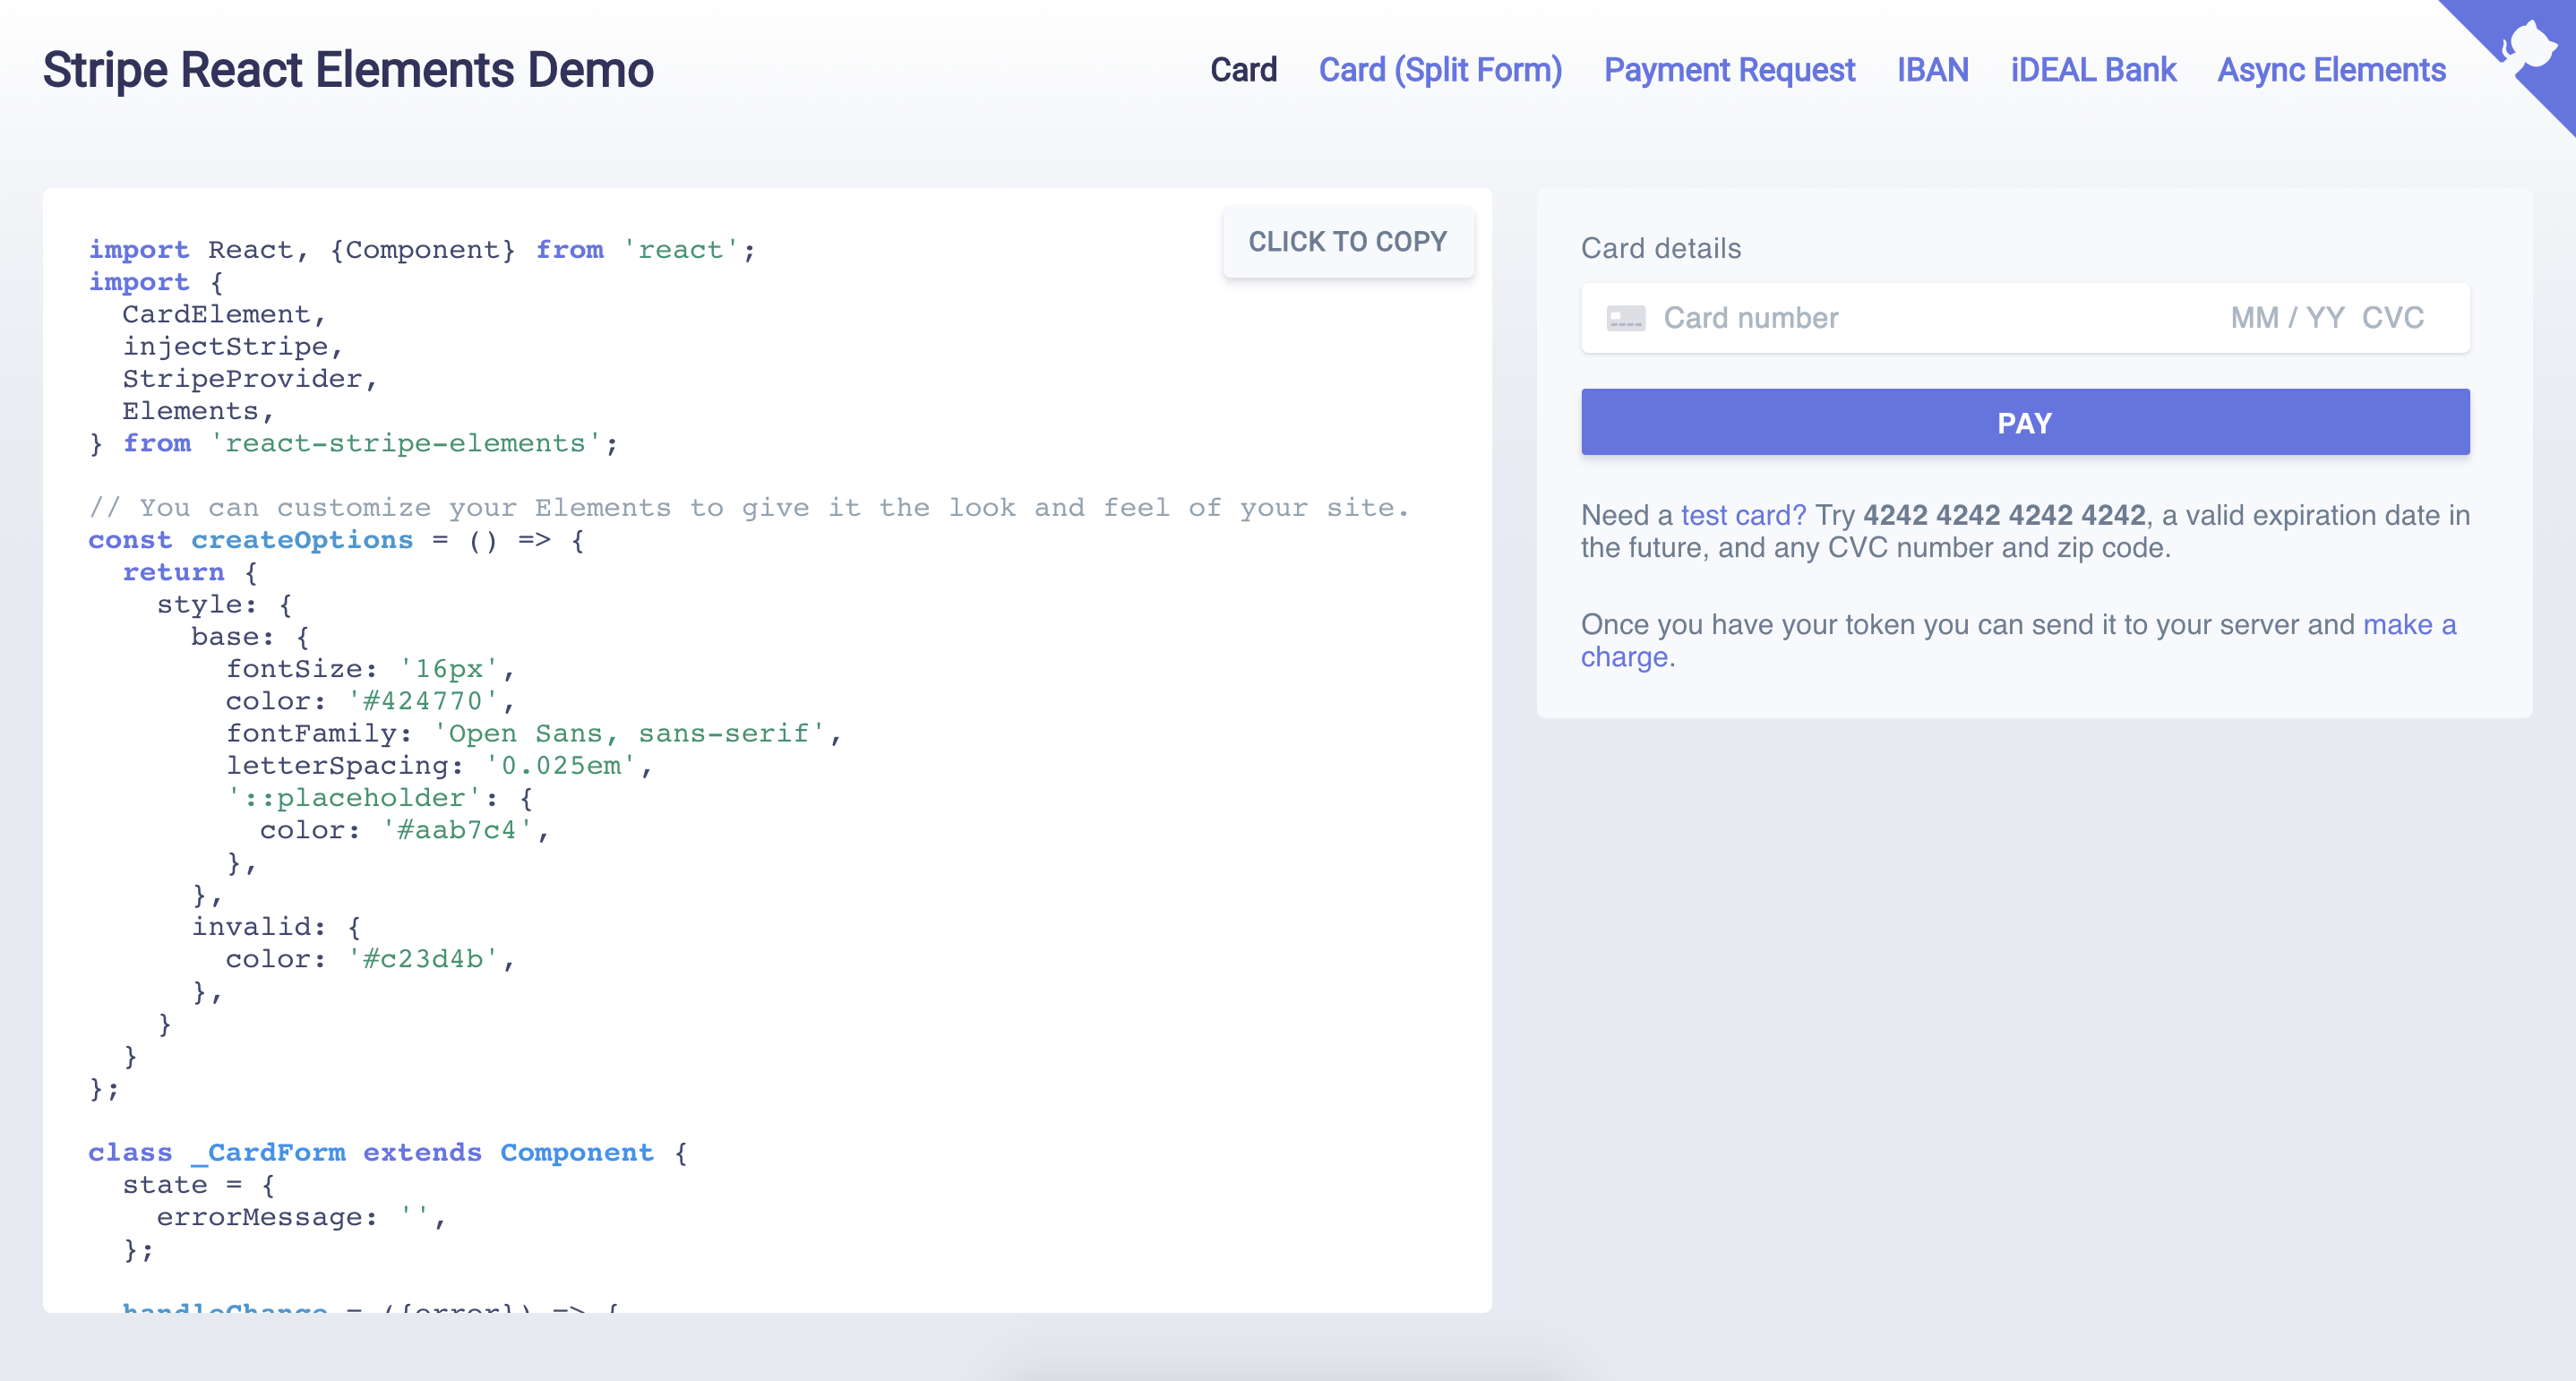 Stripe React Elements Demo
Card Card (Split Form) Payment Request IBAN iDEAL Bank Async Elements
CLICK TO COPY
import React, {Component} from 'react';
import {
  CardElement,
  injectStripe,
  StripeProvider,
  Elements,
} from 'react-stripe-elements';

// You can customize your Elements to give it the look and feel of your site.
const createOptions = () => {
  return {
    style: {
      base: {
        fontSize: '16px',
        color: '#424770',
        fontFamily: 'Open Sans, sans-serif',
        letterSpacing: '0.025em',
        '::placeholder': {
          color: '#aab7c4',
        },
      },
      invalid: {
        color: '#c23d4b',
      },
    }
  }
};

class _CardForm extends Component {
  state = {
    errorMessage: '',
  };

  handleChange = ({error}) => {
Card details
Card number MM / YY CVC
PAY
Need a test card? Try 4242 4242 4242 4242, a valid expiration date in
the future, and any CVC number and zip code.
Once you have your token you can send it to your server and make a
charge.